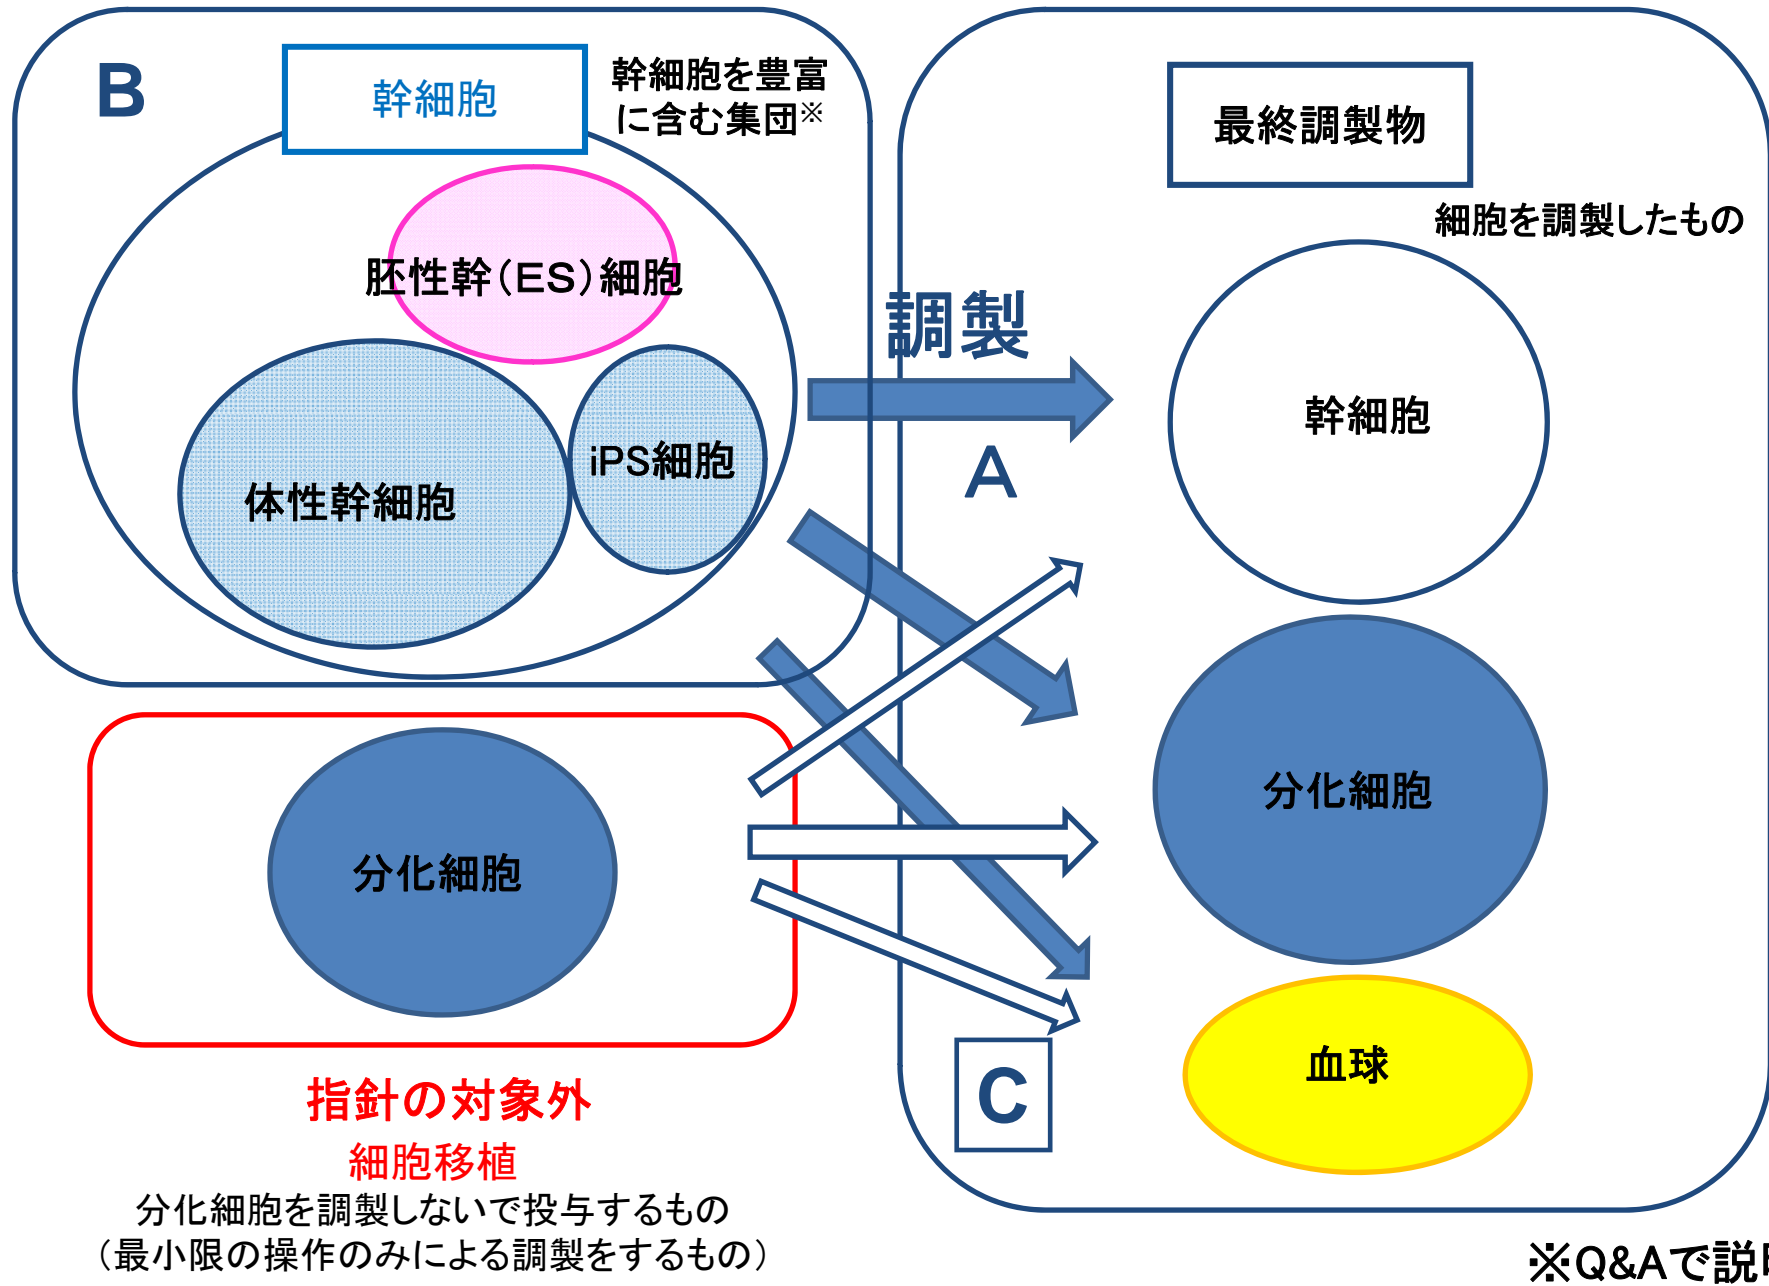 B
幹細胞
幹細胞を豊富
に含む集団※
胚性幹(ES)細胞
体性幹細胞
iPS細胞
調製
A
最終調製物
細胞を調製したもの
幹細胞
分化細胞
血球
C
分化細胞
指針の対象外
細胞移植
分化細胞を調製しないで投与するもの
(最小限の操作のみによる調製をするもの)
※Q&Aで説